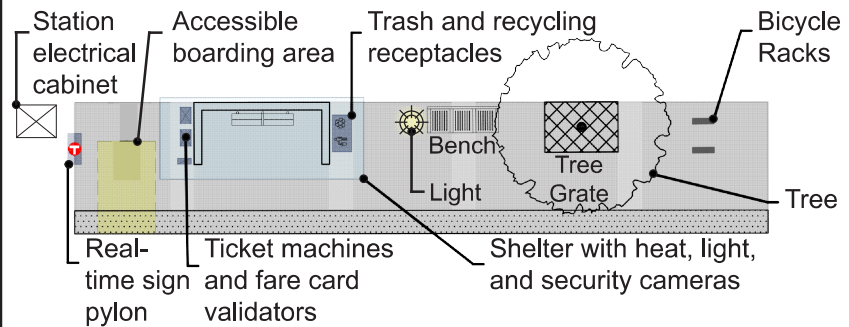 Station
electrical
cabinet
Accessible
boarding area
Trash and recycling
receptacles
Bicycle
Racks
T
Bench
Light
Tree
Grate
Tree
Real-
time sign
pylon
Ticket machines
and fare card
validators
Shelter with heat, light,
and security cameras